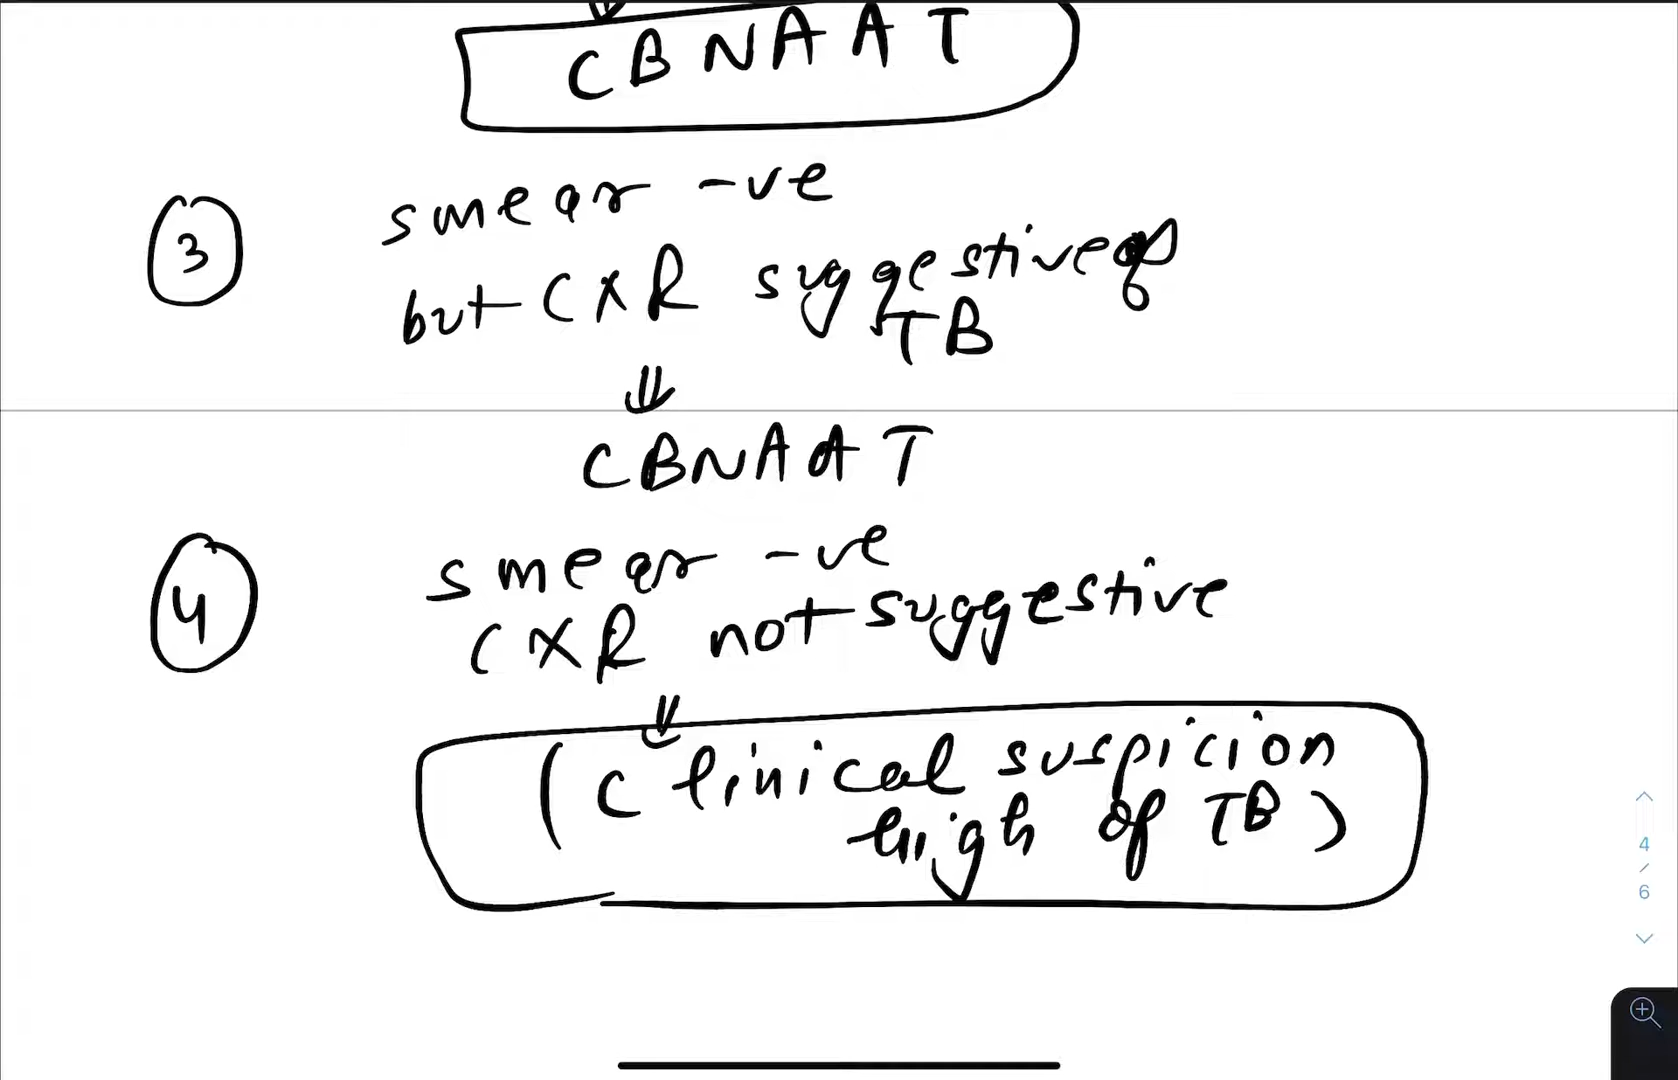 CBNAAT
3
smear -ve
but CXR suggestive of
TB
CBNAAT
4
smear -ve
CXR not suggestive
(Clinical suspicion
high of TB)
4
/
6